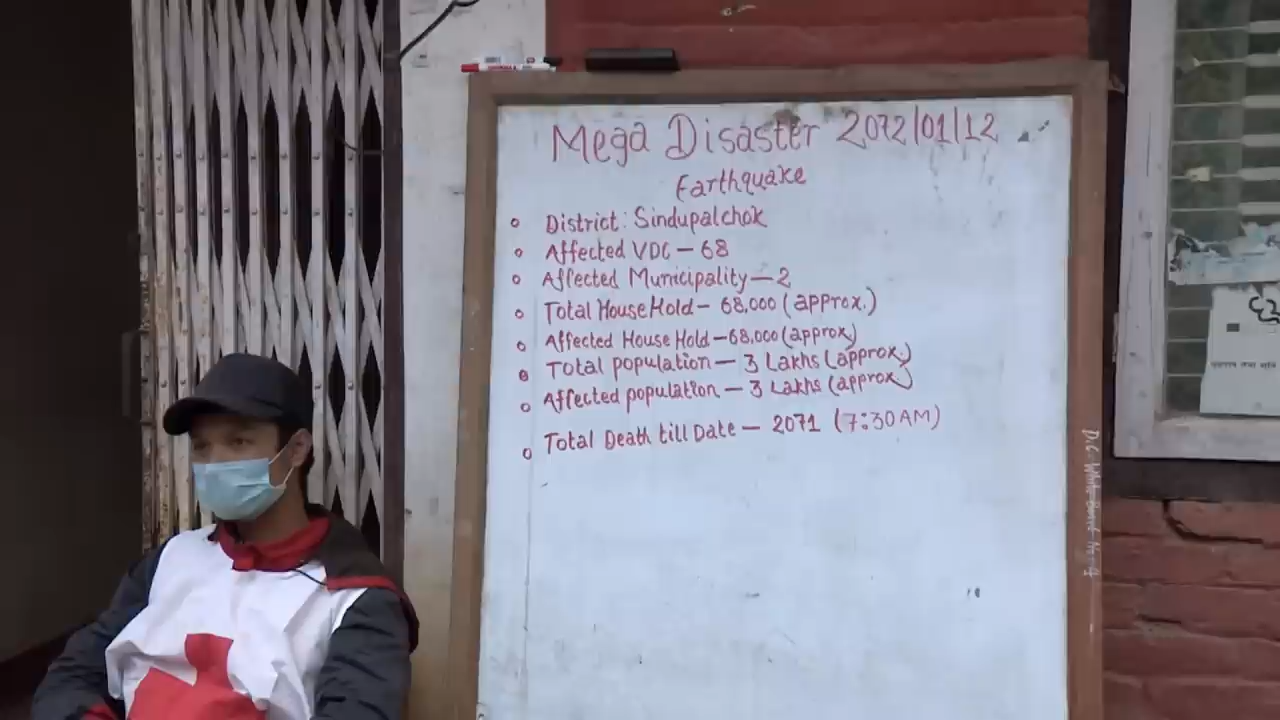 Mega Disaster 2072/01/12
Earthquake
District: Sindupalchok
Affected VDC – 68
Affected Municipality – 2
Total HouseHold – 68,000 (approx.)
Affected House Hold – 68,000 (approx)
Total population – 3 Lakhs (approx.)
Affected population – 3 Lakhs (approx)
Total Death till Date – 2071 (7:30 AM)